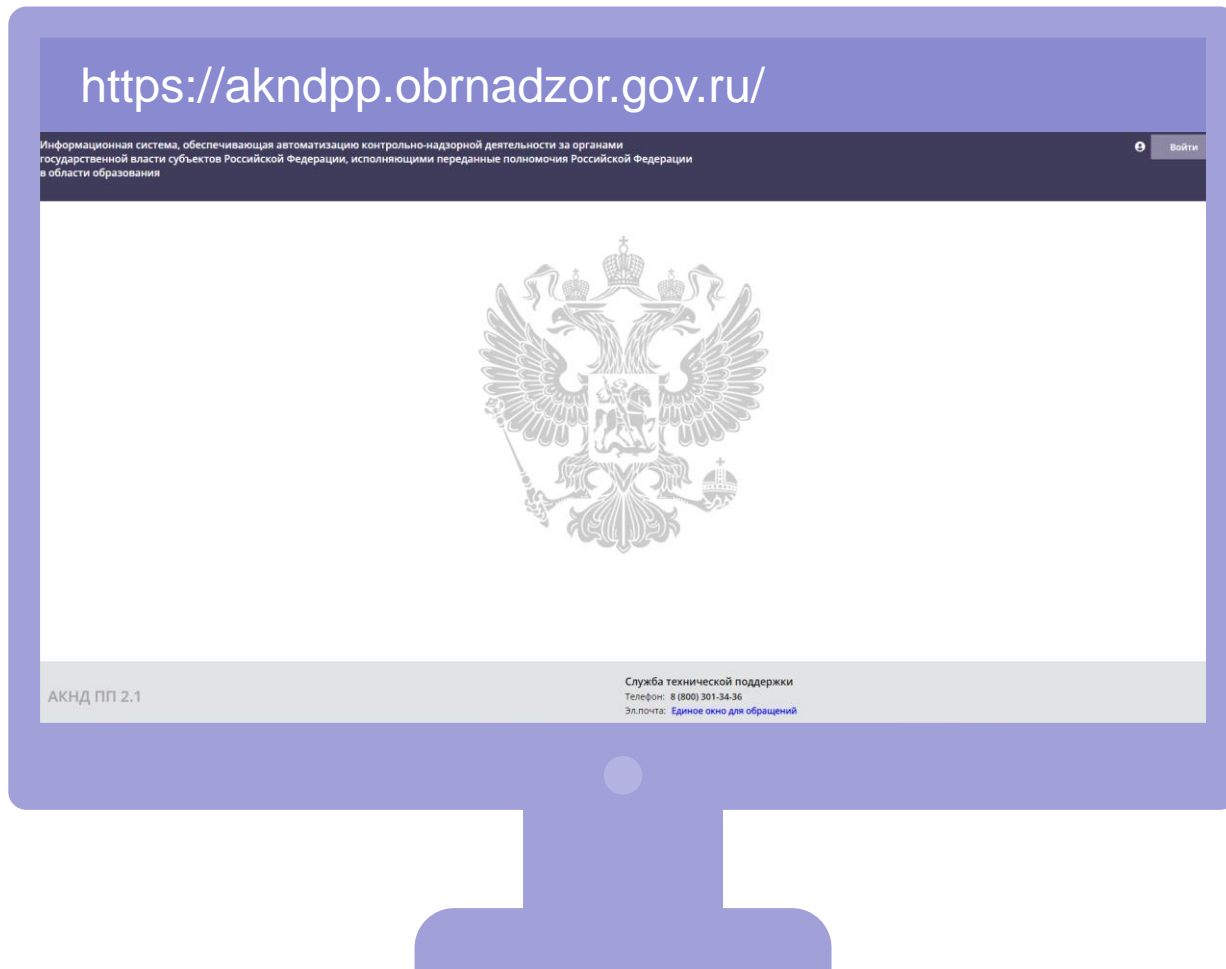 https://akndpp.obrnadzor.gov.ru/
Информационная система, обеспечивающая автоматизацию контрольно-надзорной деятельности за органами
государственной власти субъектов Российской Федерации, исполняющими переданные полномочия Российской Федерации
в области образования
Войти
АКНД ПП 2.1
Служба технической поддержки
Телефон: 8 (800) 301-34-36
Эл.почта: Единое окно для обращений